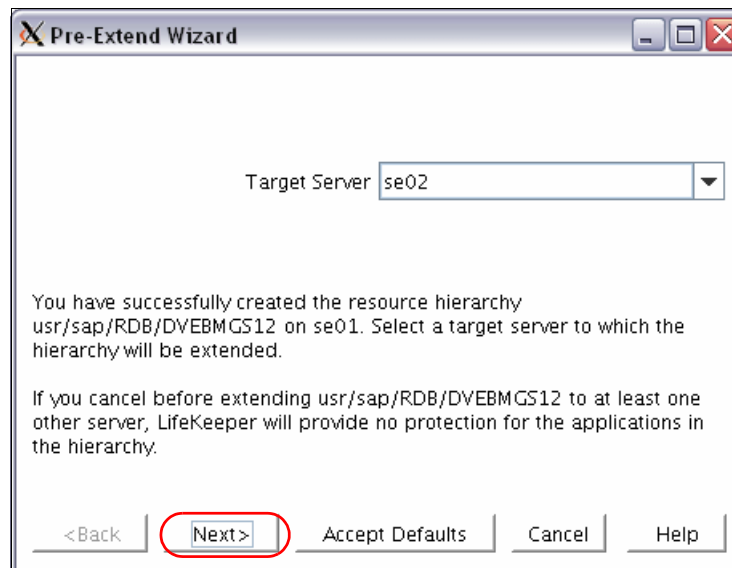 Pre-Extend Wizard
Target Server se02
You have successfully created the resource hierarchy
usr/sap/RDB/DVEBMGS12 on se01. Select a target server to which the
hierarchy will be extended.
If you cancel before extending usr/sap/RDB/DVEBMGS12 to at least one
other server, LifeKeeper will provide no protection for the applications in
the hierarchy.
<Back Next> Accept Defaults Cancel Help